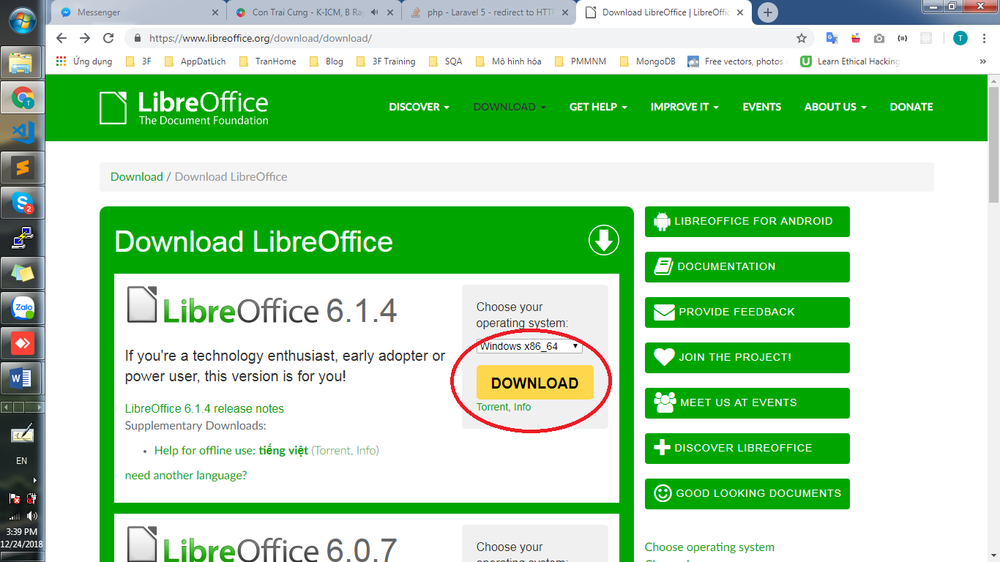 Messenger
Con Trai Cưng - K-ICM, B Ra
php - Laravel 5 - redirect to HTTP
Download LibreOffice | LibreOffic
https://www.libreoffice.org/download/download/
T
Ứng dụng
3F
AppDatLich
TranHome
Blog
3F Training
SQA
Mô hình hóa
PMMNM
MongoDB
Free vectors, photos a
Learn Ethical Hacking
»
LibreOffice
The Document Foundation
DISCOVER
DOWNLOAD
GET HELP
IMPROVE IT
EVENTS
ABOUT US
DONATE
Download / Download LibreOffice
Download LibreOffice
LibreOffice 6.1.4
If you're a technology enthusiast, early adopter or
power user, this version is for you!
LibreOffice 6.1.4 release notes
Supplementary Downloads:
• Help for offline use: tiếng việt (Torrent, Info)
need another language?
Choose your
operating system:
Windows x86_64
DOWNLOAD
Torrent, Info
LibreOffice 6.0.7
Choose your
operating system:
LIBREOFFICE FOR ANDROID
DOCUMENTATION
PROVIDE FEEDBACK
JOIN THE PROJECT!
MEET US AT EVENTS
DISCOVER LIBREOFFICE
GOOD LOOKING DOCUMENTS
Choose operating system
T
S
2
Zalo
W
EN
3:39 PM
12/24/2018